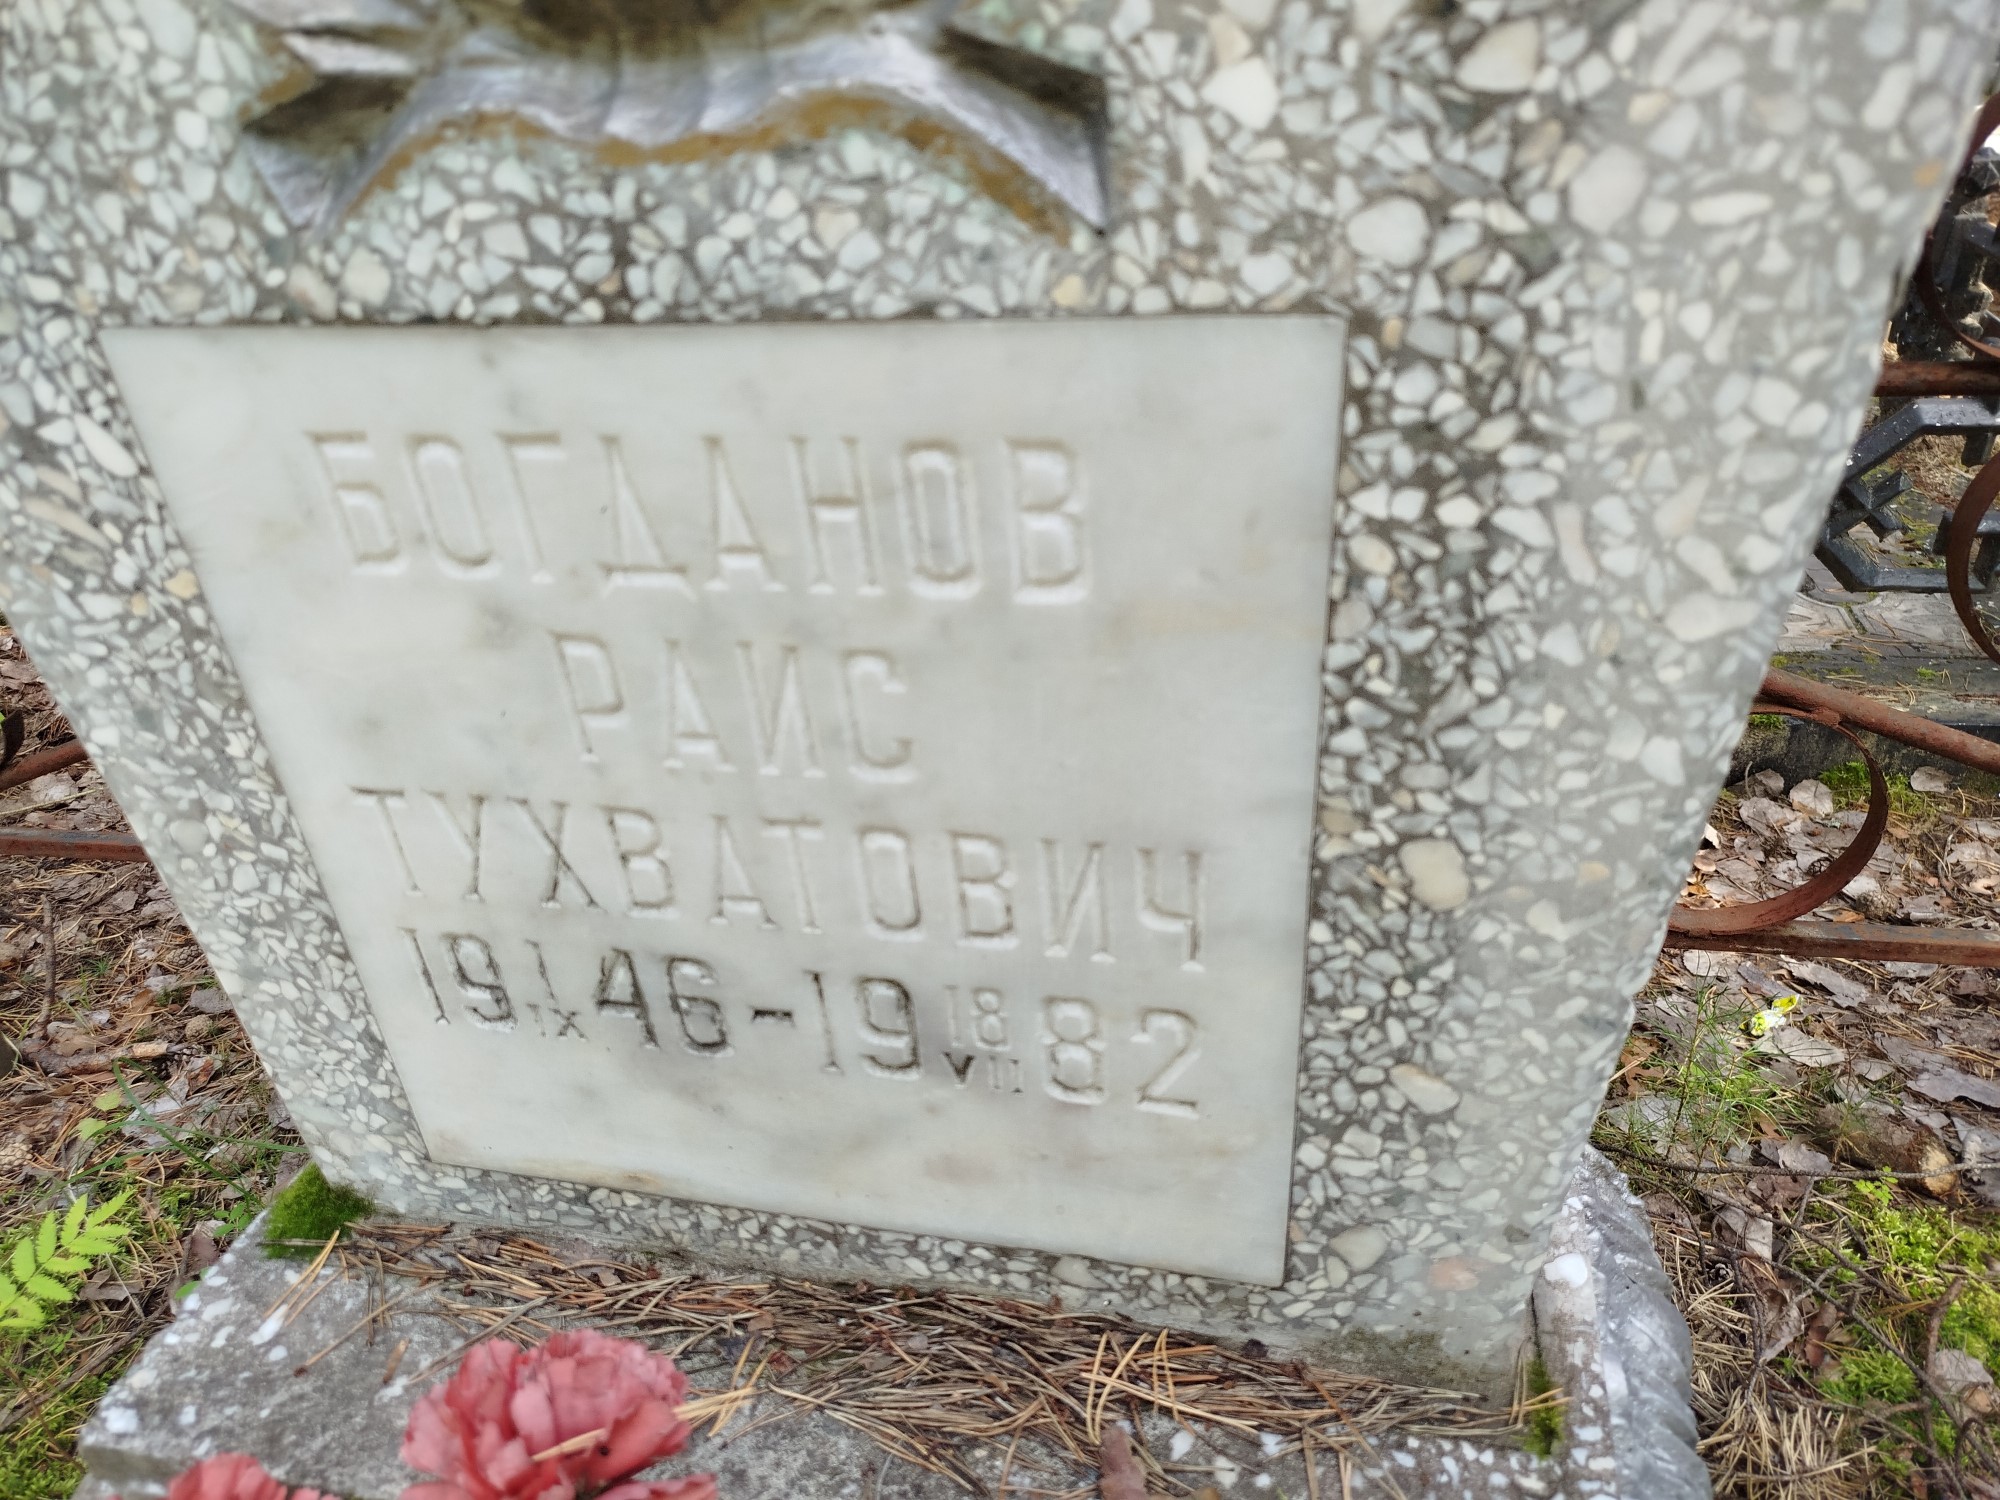 БОГДАНОВ
РАИС
ТУХВАТОВИЧ
19 1/IX 46 - 19 18/VII 82